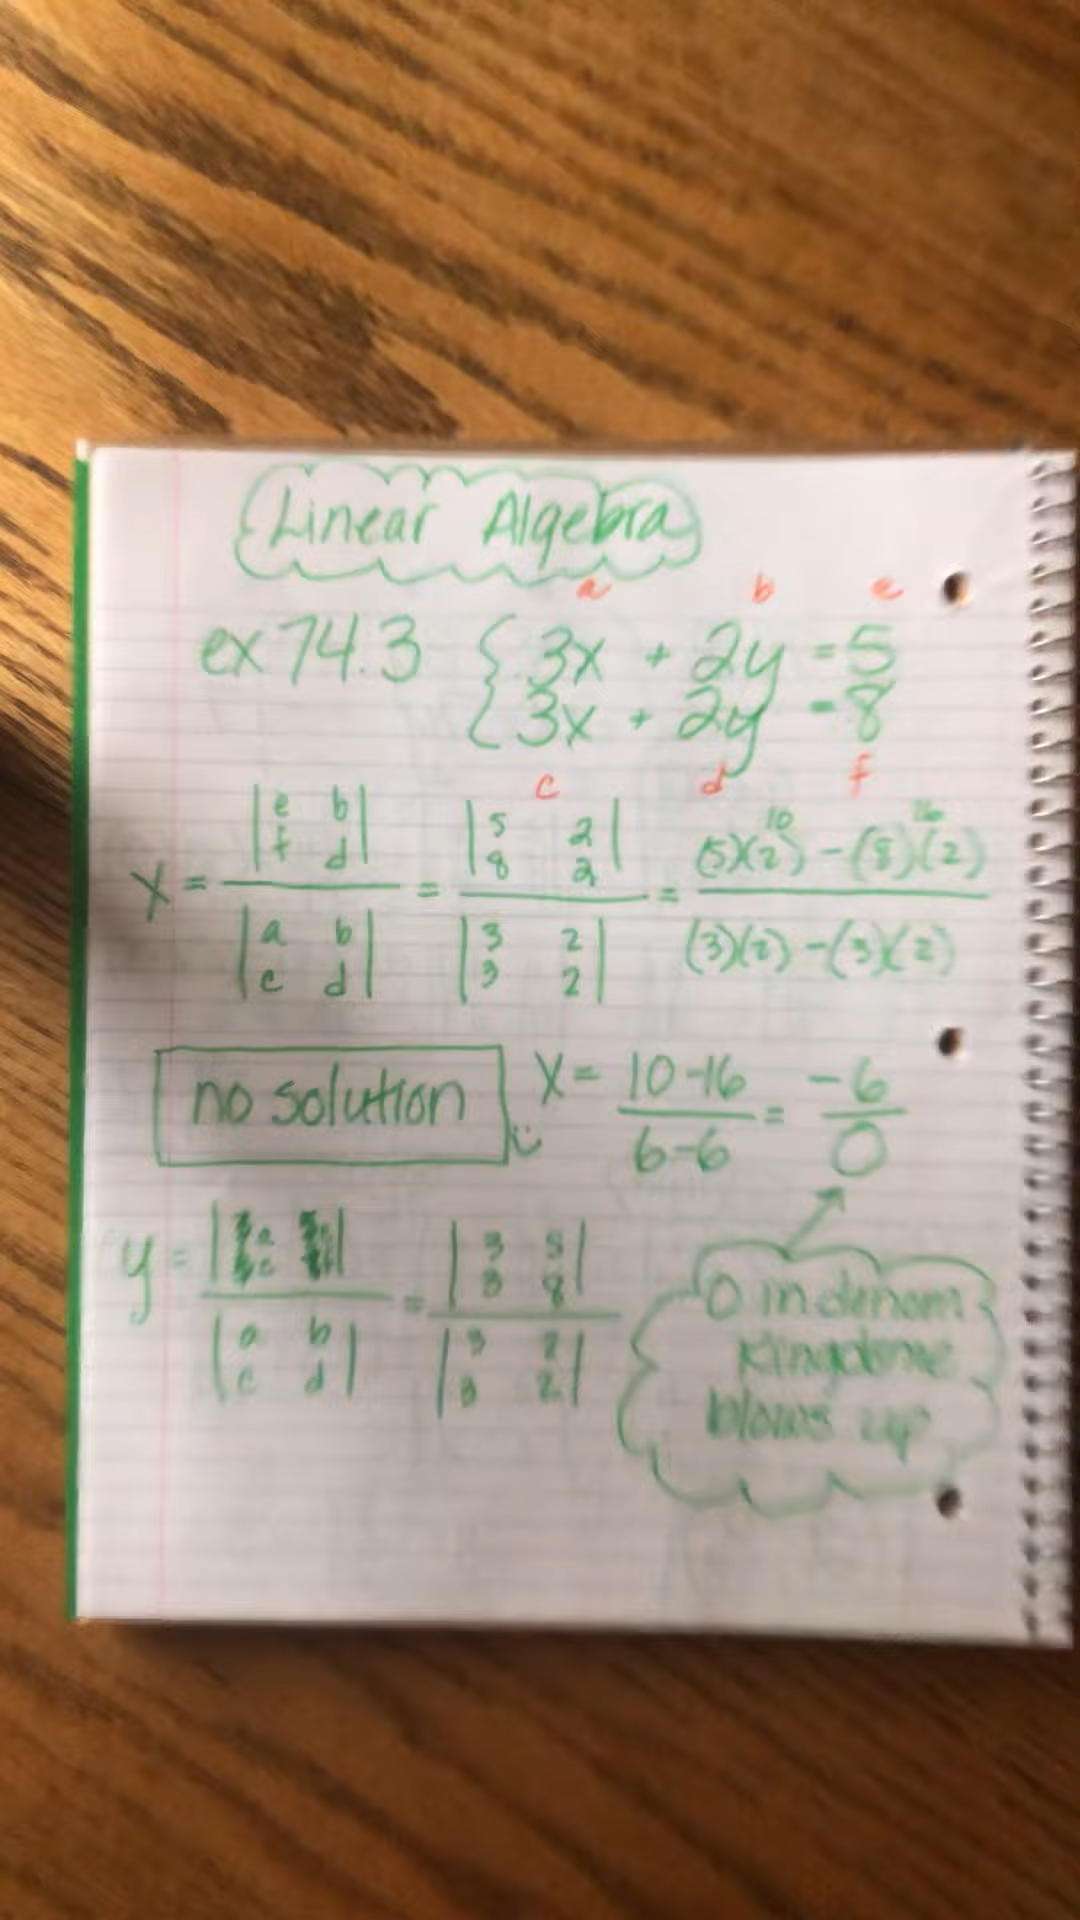 Linear Algebra
a b e
ex 74.3 { 3x + 2y = 5
{ 3x + 2y = 8
c d f
|e b| |5 2| 10 16
|f d| |8 2| (5)(2) - (8)(2)
X = = =
|a b| |3 2| (3)(2) - (3)(2)
|c d| |3 2|
no solution X = 10-16 = -6
6-6 0
y = | | = |3 5|
|3 8|
|a b| |3 2|
|c d| |3 2|
0 in denom
blows up